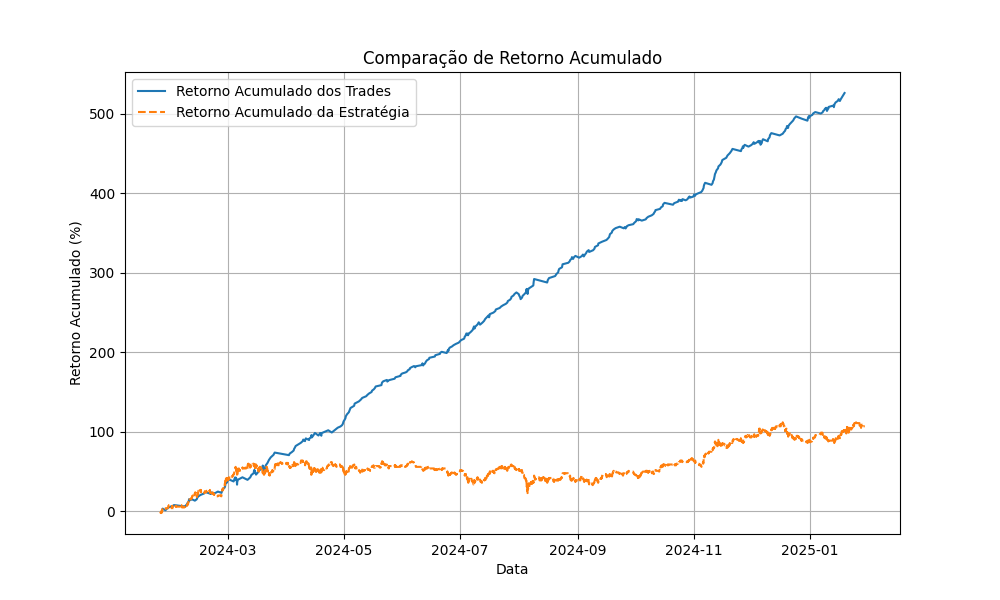 Comparação de Retorno Acumulado
Retorno Acumulado dos Trades
Retorno Acumulado da Estratégia
Retorno Acumulado (%)
500
400
300
200
100
0
2024-03 2024-05 2024-07 2024-09 2024-11 2025-01
Data